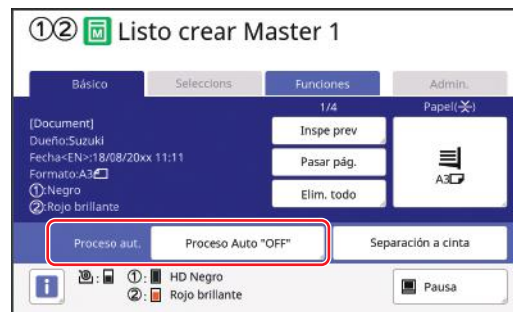 ①② Listo crear Master 1
Básico Seleccions Funciones Admin.
1/4 Papel
[Document]
Dueño:Suzuki
Inspe prev
Fecha<EN>:18/08/20xx 11:11
Pasar pág.
Formato:A3
A3
①:Negro
Elim. todo
②:Rojo brillante
Proceso aut. Proceso Auto "OFF" Separación a cinta
①: HD Negro
②: Rojo brillante
Pausa